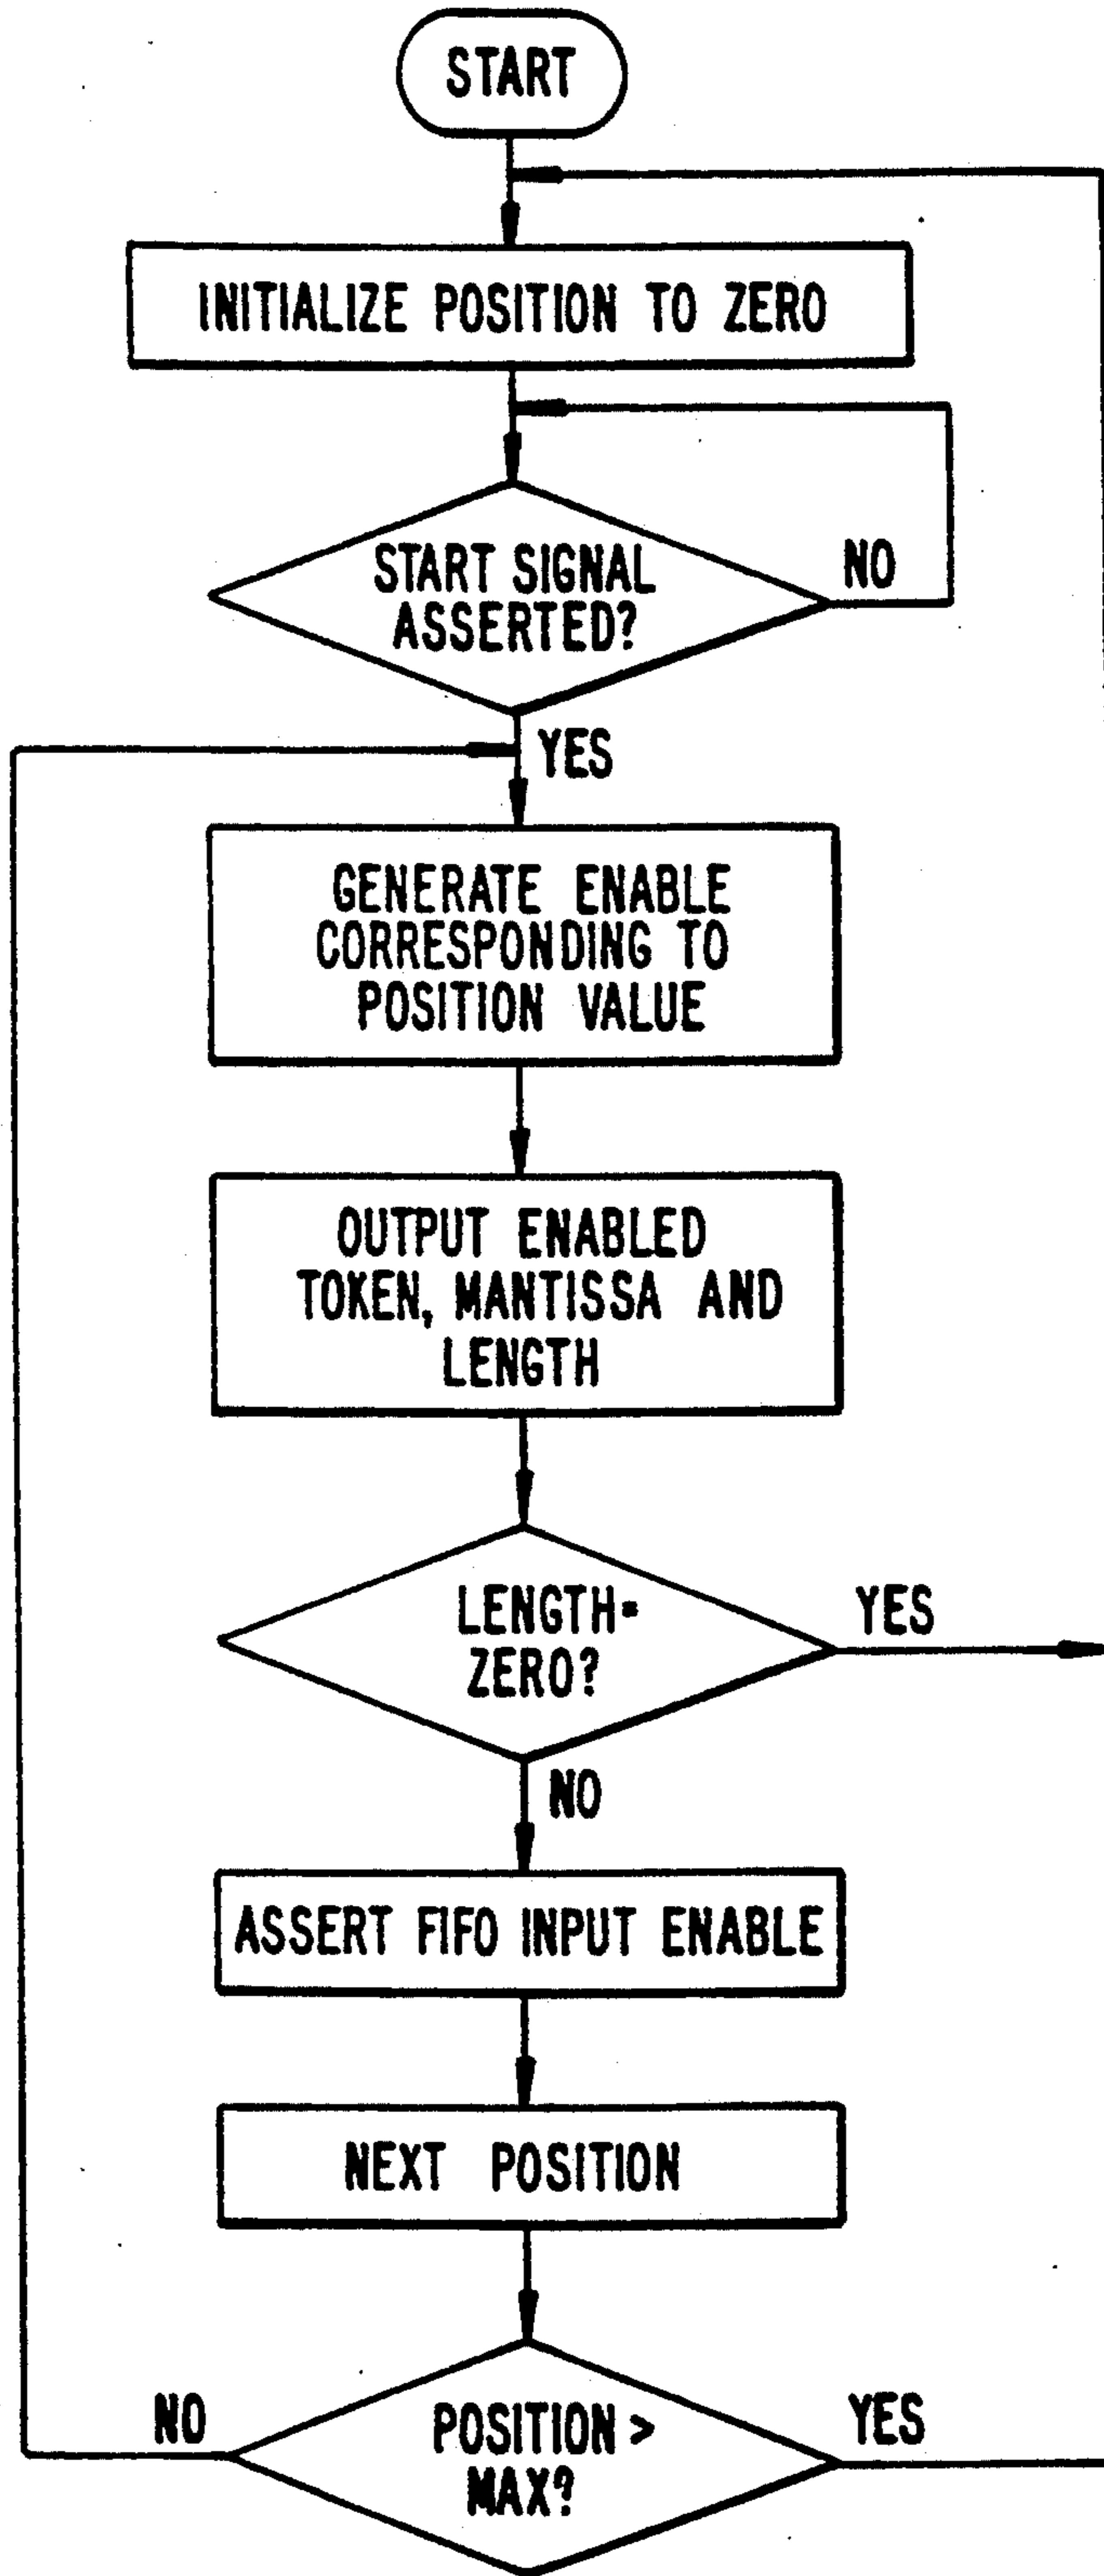 START
INITIALIZE POSITION TO ZERO
START SIGNAL
ASSERTED?
NO
YES
GENERATE ENABLE
CORRESPONDING TO
POSITION VALUE
OUTPUT ENABLED
TOKEN, MANTISSA AND
LENGTH
LENGTH=
ZERO?
YES
NO
ASSERT FIFO INPUT ENABLE
NEXT POSITION
NO
POSITION >
MAX?
YES